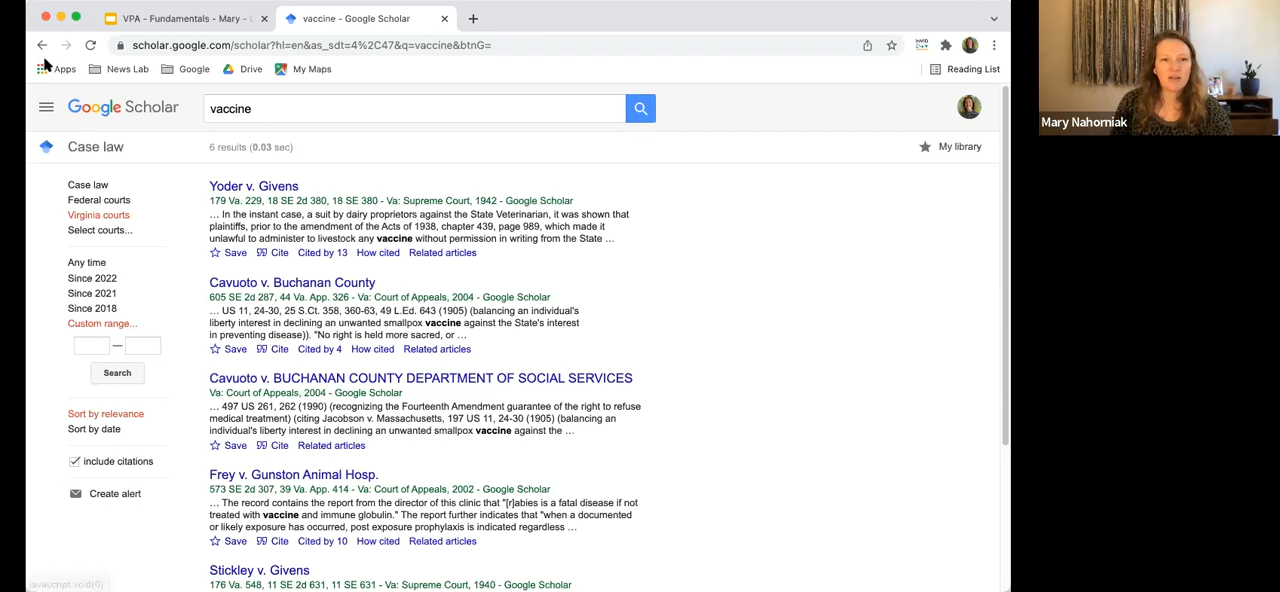 VPA - Fundamentals - Mary -
vaccine - Google Scholar
scholar.google.com/scholar?hl=en&as_sdt=4%2C47&q=vaccine&btnG=
Apps News Lab Google Drive My Maps Reading List
Google Scholar
vaccine
Case law
6 results (0.03 sec)
My library
Case law
Federal courts
Virginia courts
Select courts...
Any time
Since 2022
Since 2021
Since 2018
Custom range...
—
Search
Sort by relevance
Sort by date
include citations
Create alert
Yoder v. Givens
179 Va. 229, 18 SE 2d 380, 18 SE 380 - Va: Supreme Court, 1942 - Google Scholar
... In the instant case, a suit by dairy proprietors against the State Veterinarian, it was shown that
plaintiffs, prior to the amendment of the Acts of 1938, chapter 439, page 989, which made it
unlawful to administer to livestock any vaccine without permission in writing from the State ...
Save Cite Cited by 13 How cited Related articles
Cavuoto v. Buchanan County
605 SE 2d 287, 44 Va. App. 326 - Va: Court of Appeals, 2004 - Google Scholar
... US 11, 24-30, 25 S.Ct. 358, 360-63, 49 L.Ed. 643 (1905) (balancing an individual's
liberty interest in declining an unwanted smallpox vaccine against the State's interest
in preventing disease)). "No right is held more sacred, or ...
Save Cite Cited by 4 How cited Related articles
Cavuoto v. BUCHANAN COUNTY DEPARTMENT OF SOCIAL SERVICES
Va: Court of Appeals, 2004 - Google Scholar
... 497 US 261, 262 (1990) (recognizing the Fourteenth Amendment guarantee of the right to refuse
medical treatment) (citing Jacobson v. Massachusetts, 197 US 11, 24-30 (1905) (balancing an
individual's liberty interest in declining an unwanted smallpox vaccine against the ...
Save Cite Related articles
Frey v. Gunston Animal Hosp.
573 SE 2d 307, 39 Va. App. 414 - Va: Court of Appeals, 2002 - Google Scholar
... The record contains the report from the director of this clinic that "[r]abies is a fatal disease if not
treated with vaccine and immune globulin." The report further indicates that "when a documented
or likely exposure has occurred, post exposure prophylaxis is indicated regardless ...
Save Cite Cited by 10 How cited Related articles
Stickley v. Givens
176 Va. 548, 11 SE 2d 631, 11 SE 631 - Va: Supreme Court, 1940 - Google Scholar
javascript:void(0)
Mary Nahorniak